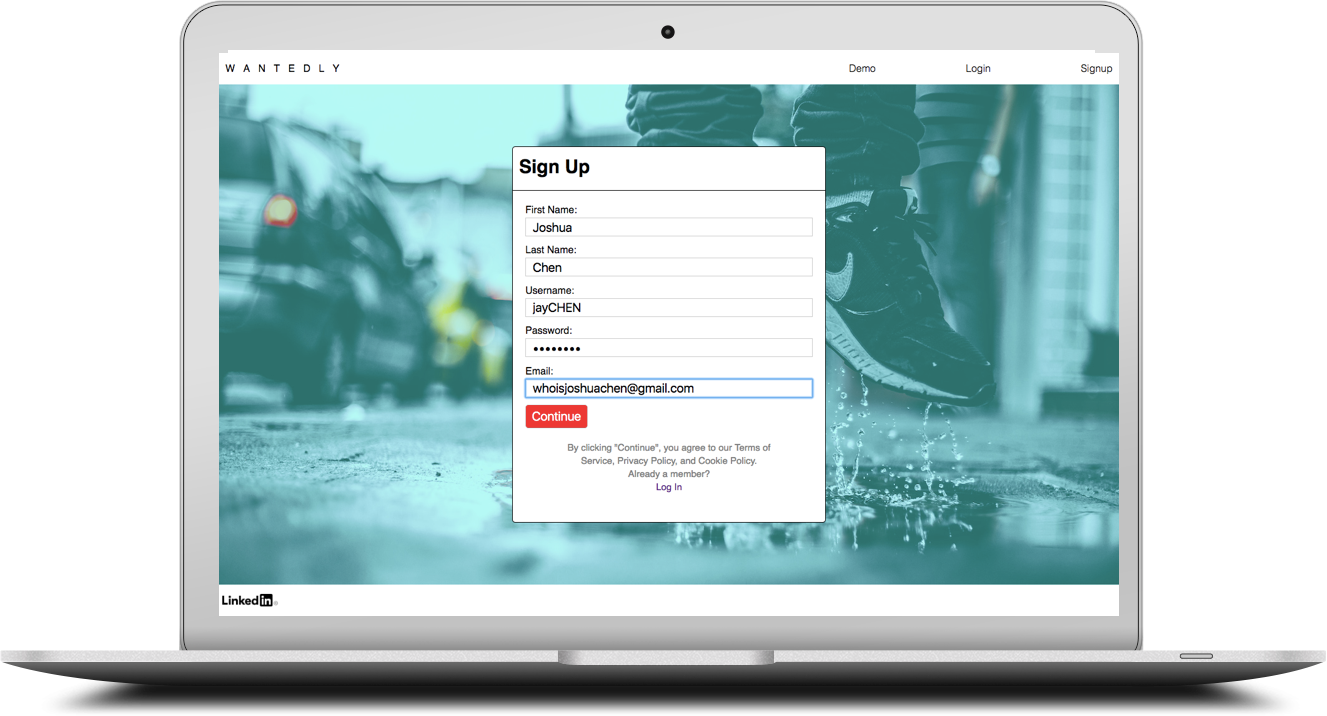 W A N T E D L Y
Demo
Login
Signup
Sign Up
First Name:
Joshua
Last Name:
Chen
Username:
jayCHEN
Password:
••••••••
Email:
whoisjoshuachen@gmail.com
Continue
By clicking "Continue", you agree to our Terms of
Service, Privacy Policy, and Cookie Policy.
Already a member?
Log In
Linked in